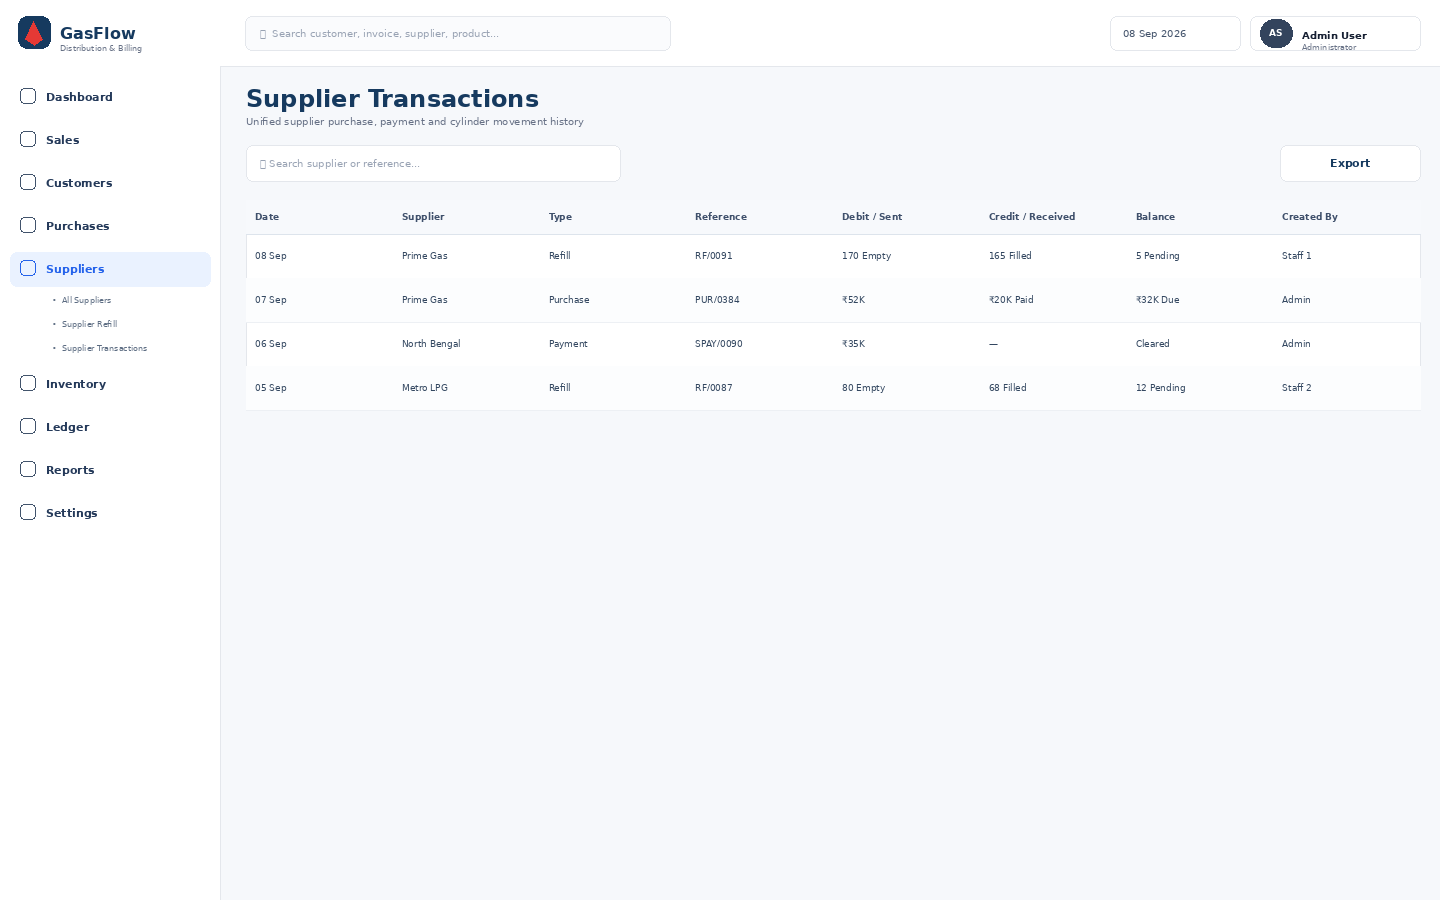 GasFlow
Distribution & Billing
Search customer, invoice, supplier, product...
08 Sep 2026
AS
Admin User
Administrator
Dashboard
Sales
Customers
Purchases
Suppliers
• All Suppliers
• Supplier Refill
• Supplier Transactions
Inventory
Ledger
Reports
Settings
Supplier Transactions
Unified supplier purchase, payment and cylinder movement history
Search supplier or reference...
Export
Date Supplier Type Reference Debit / Sent Credit / Received Balance Created By
08 Sep Prime Gas Refill RF/0091 170 Empty 165 Filled 5 Pending Staff 1
07 Sep Prime Gas Purchase PUR/0384 ₹52K ₹20K Paid ₹32K Due Admin
06 Sep North Bengal Payment SPAY/0090 ₹35K — Cleared Admin
05 Sep Metro LPG Refill RF/0087 80 Empty 68 Filled 12 Pending Staff 2